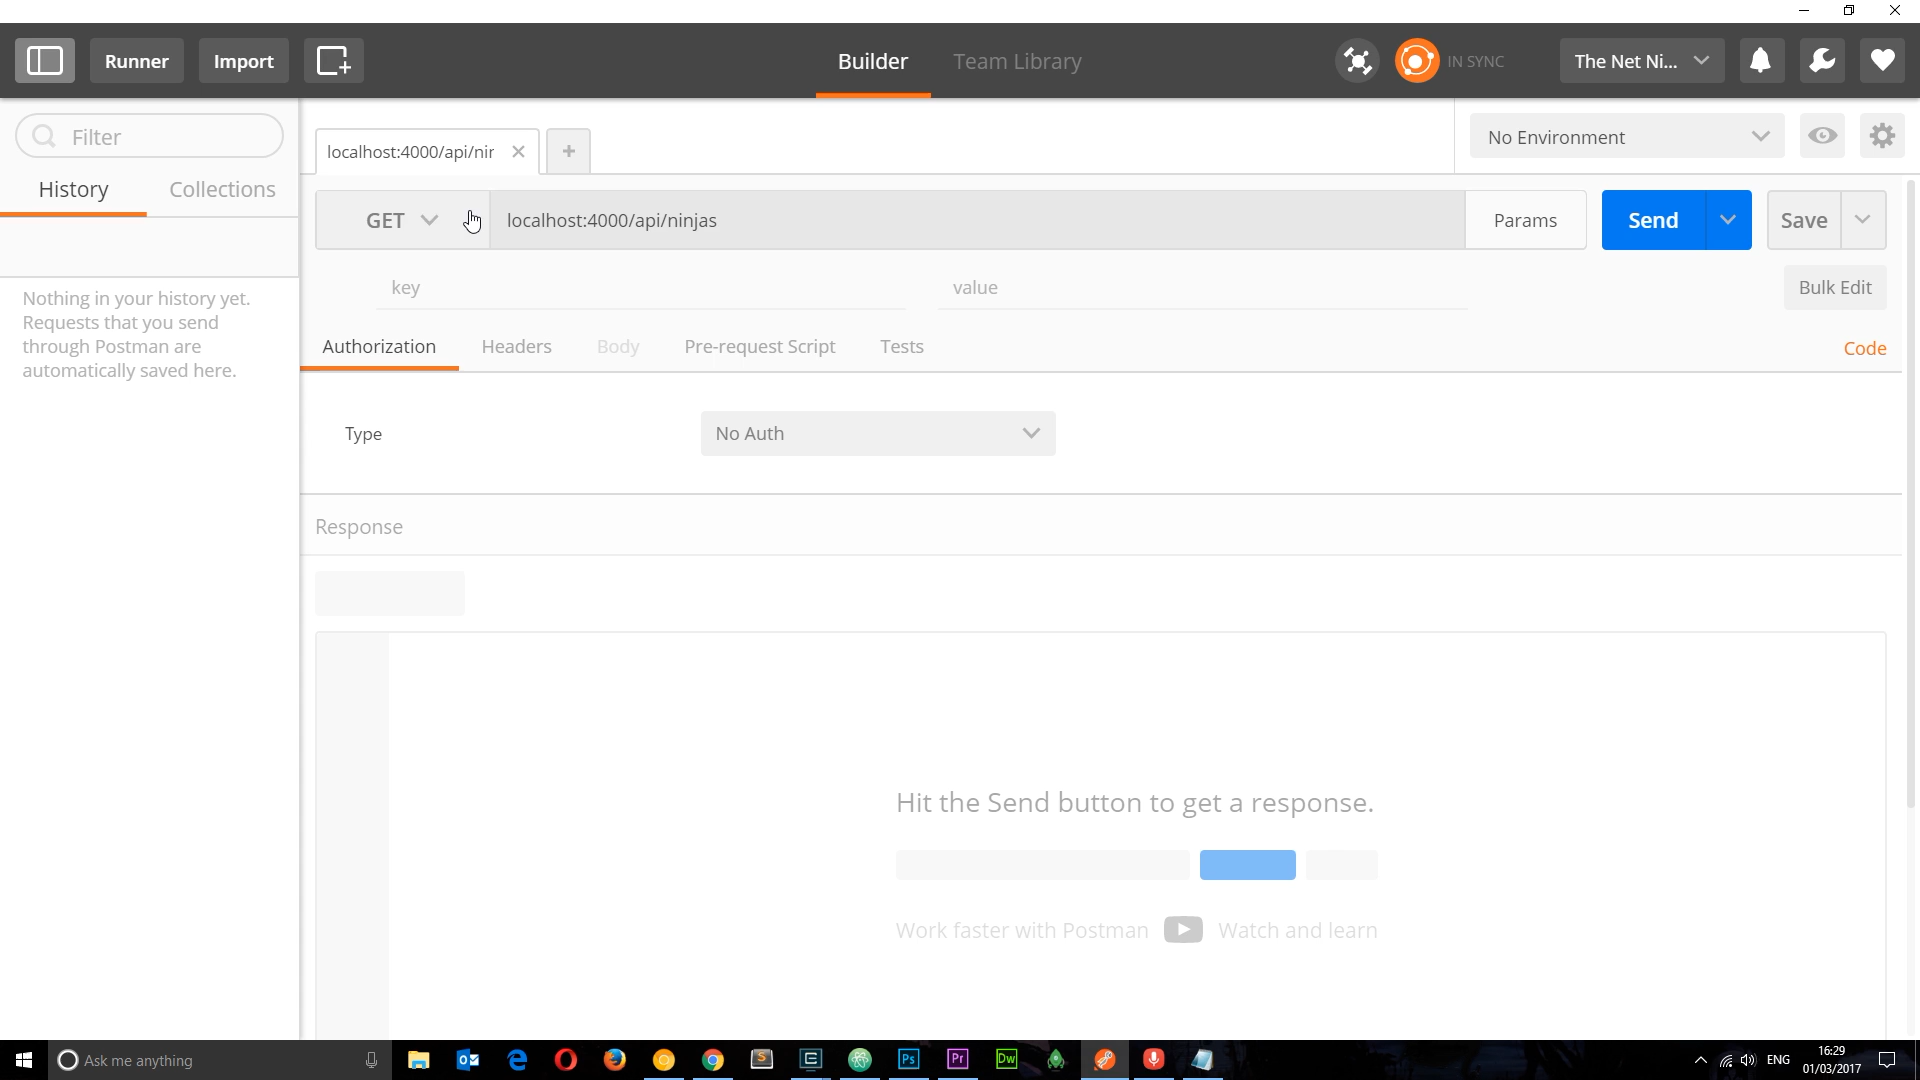 Runner
Import
Builder
Team Library
IN SYNC
The Net Ni...
Filter
History
Collections
Nothing in your history yet.
Requests that you send
through Postman are
automatically saved here.
localhost:4000/api/nir
+
No Environment
GET
localhost:4000/api/ninjas
Params
Send
Save
key
value
Bulk Edit
Authorization
Headers
Body
Pre-request Script
Tests
Code
Type
No Auth
Response
Hit the Send button to get a response.
Work faster with Postman
Watch and learn
Ask me anything
S
Ps
Pr
Dw
ENG
16:29
01/03/2017